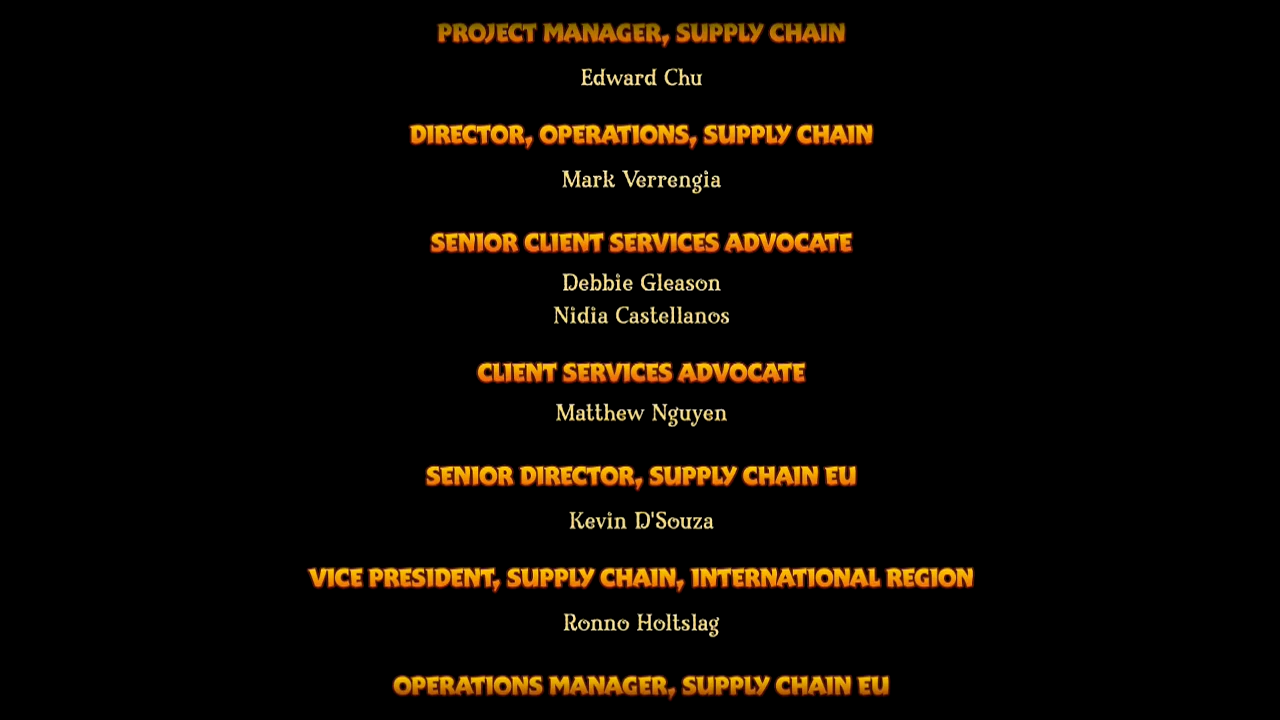 PROJECT MANAGER, SUPPLY CHAIN
Edward Chu
DIRECTOR, OPERATIONS, SUPPLY CHAIN
Mark Verrengia
SENIOR CLIENT SERVICES ADVOCATE
Debbie Gleason
Nidia Castellanos
CLIENT SERVICES ADVOCATE
Matthew Nguyen
SENIOR DIRECTOR, SUPPLY CHAIN EU
Kevin D'Souza
VICE PRESIDENT, SUPPLY CHAIN, INTERNATIONAL REGION
Ronno Holtslag
OPERATIONS MANAGER, SUPPLY CHAIN EU